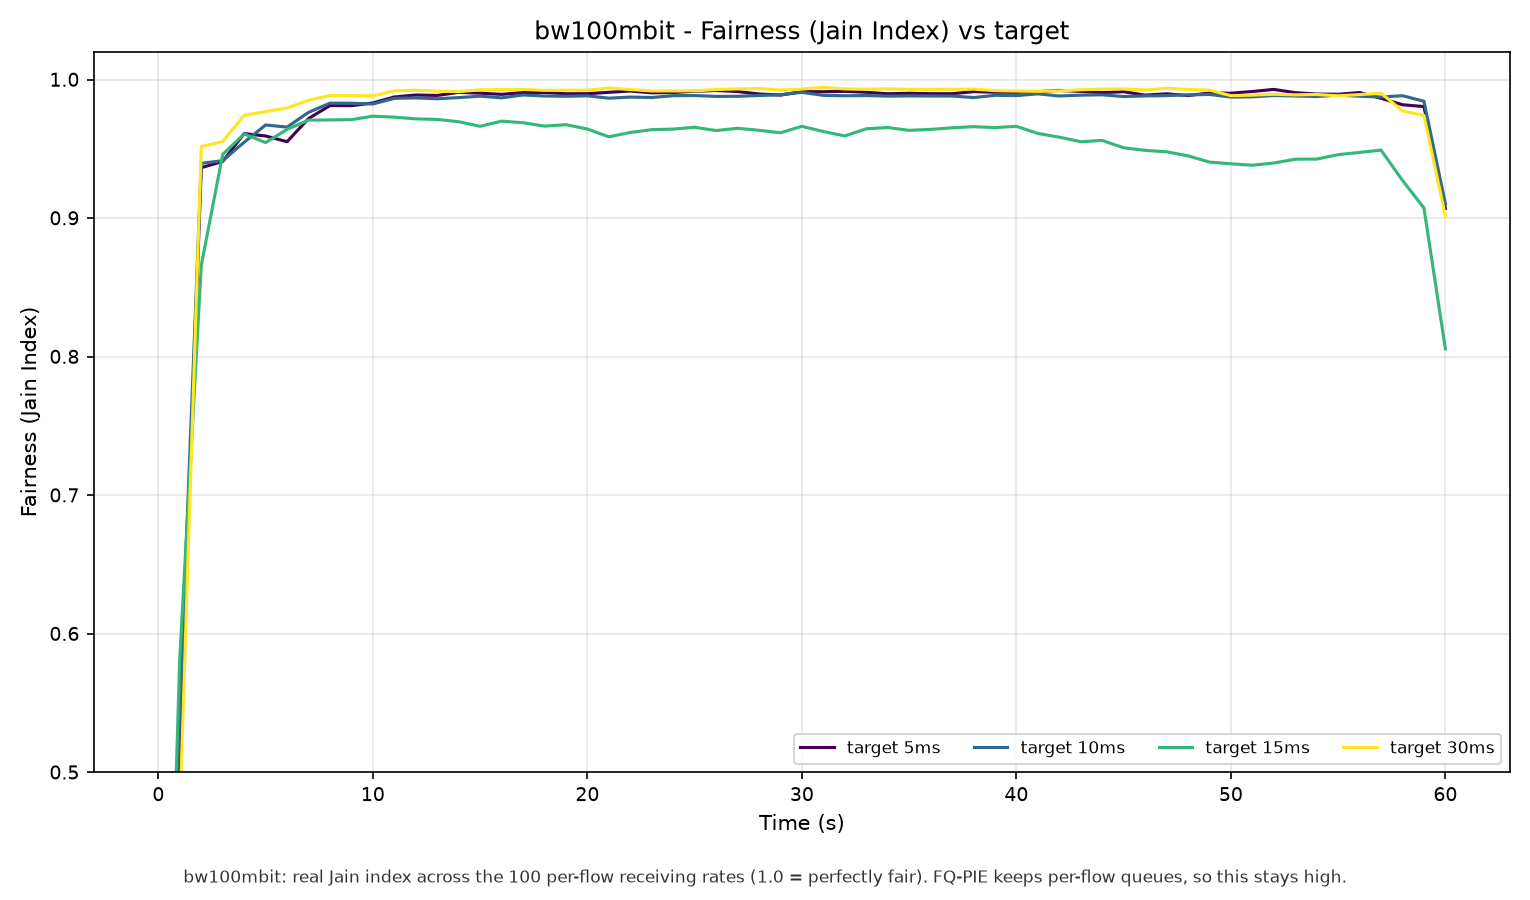 bw100mbit - Fairness (Jain Index) vs target
Fairness (Jain Index)
1.0
0.9
0.8
0.7
0.6
0.5
0 10 20 30 40 50 60
Time (s)
target 5ms target 10ms target 15ms target 30ms
bw100mbit: real Jain index across the 100 per-flow receiving rates (1.0 = perfectly fair). FQ-PIE keeps per-flow queues, so this stays high.